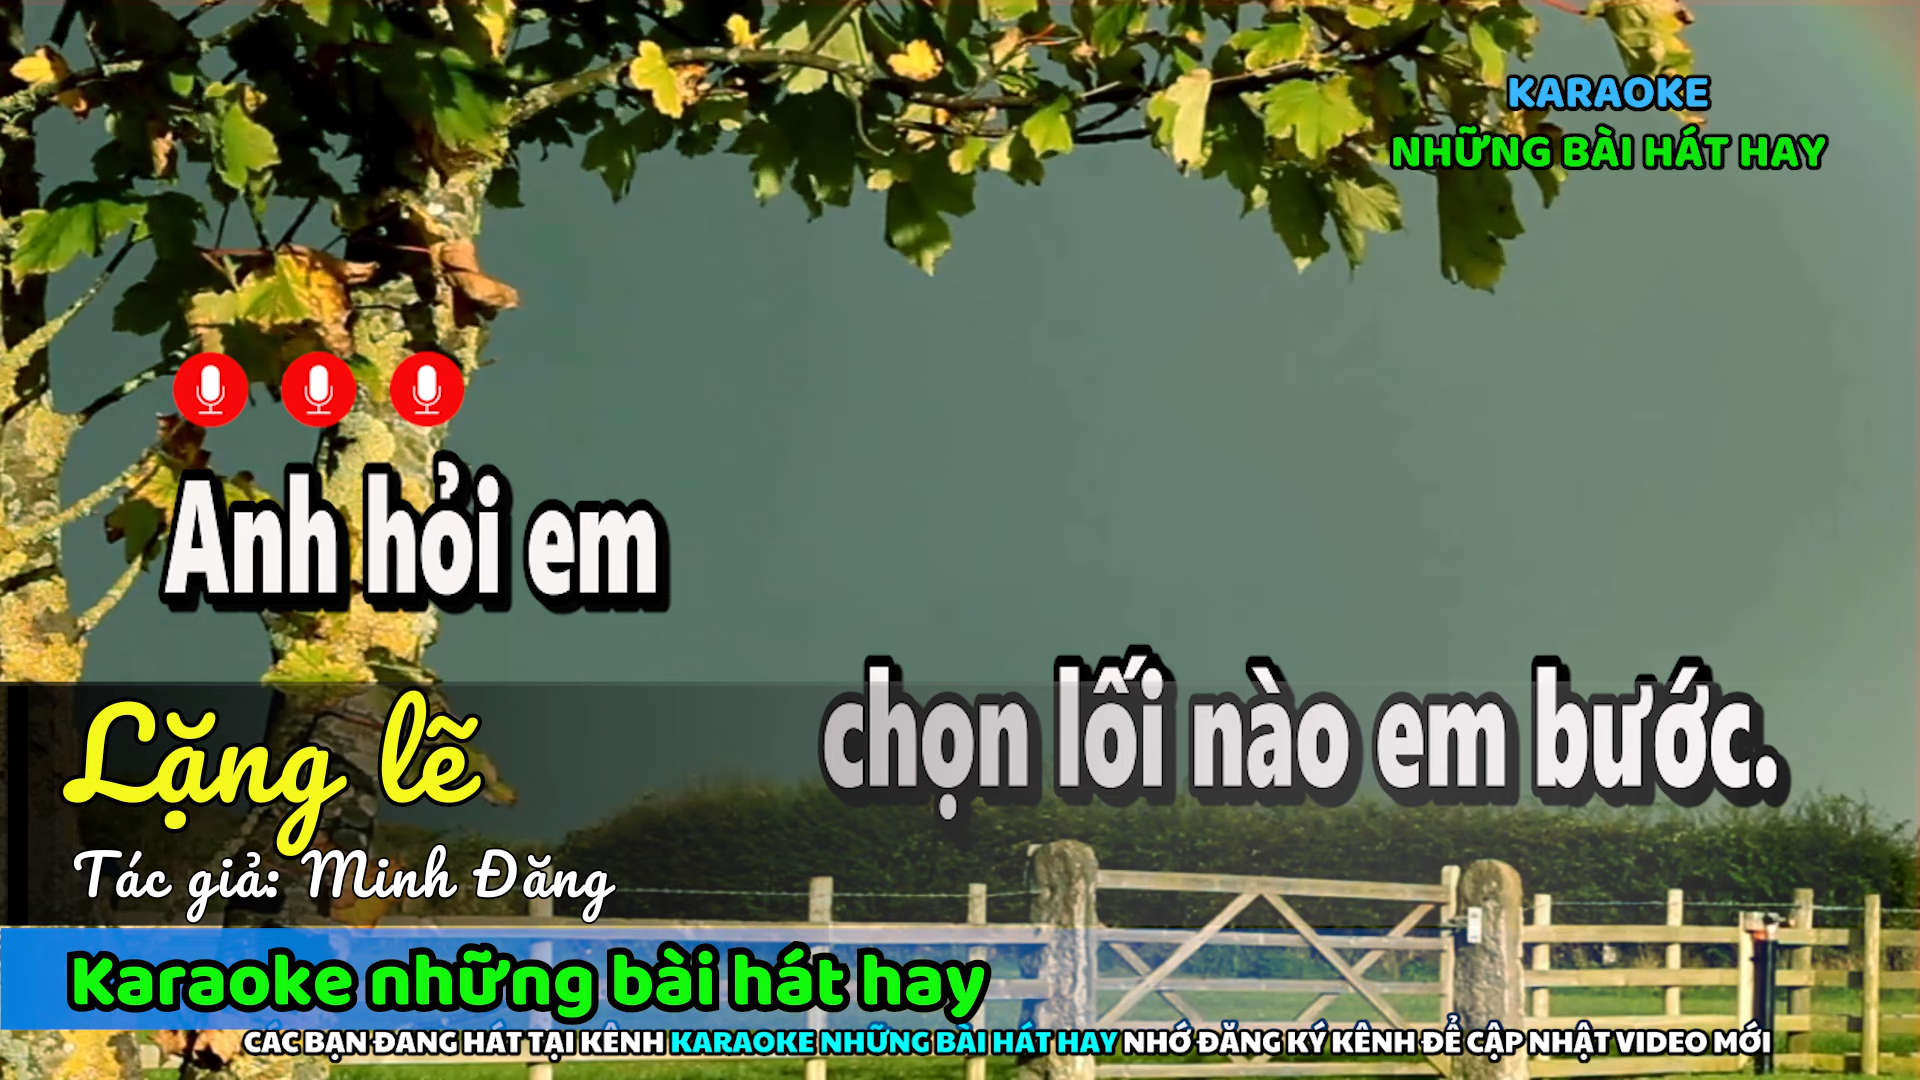 KARAOKE
NHỮNG BÀI HÁT HAY
Anh hỏi em
chọn lối nào em bước.
Lặng lẽ
Tác giả: Minh Đăng
Karaoke những bài hát hay
CÁC BẠN ĐANG HÁT TẠI KÊNH KARAOKE NHỮNG BÀI HÁT HAY NHỚ ĐĂNG KÝ KÊNH ĐỂ CẬP NHẬT VIDEO MỚI